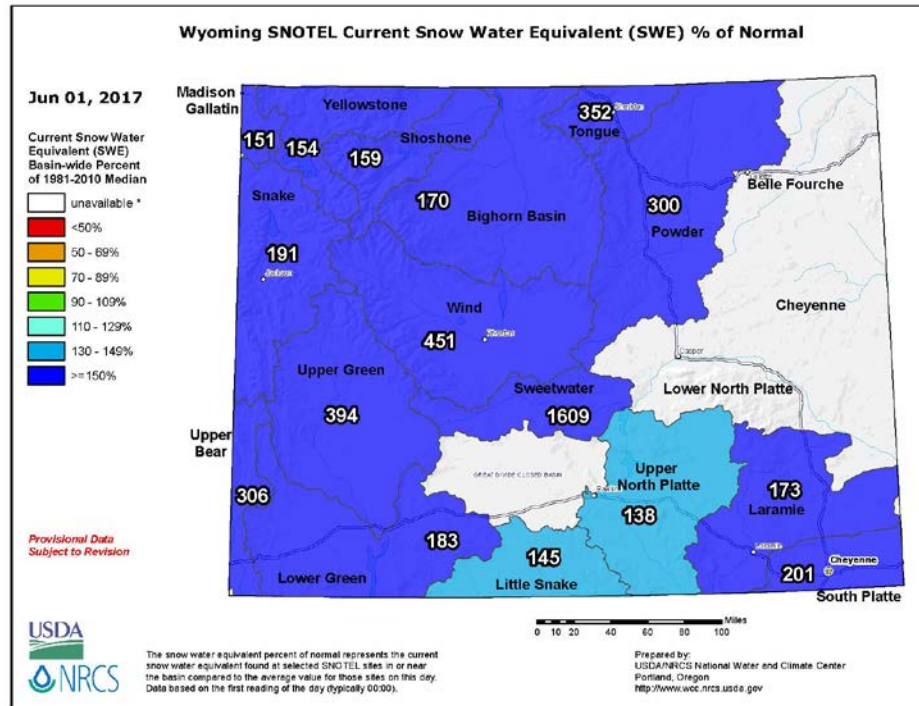 Wyoming SNOTEL Current Snow Water Equivalent (SWE) % of Normal
Jun 01, 2017
Current Snow Water
Equivalent (SWE)
Basin-wide Percent
of 1981-2010 Median
unavailable *
<50%
50 - 69%
70 - 89%
90 - 109%
110 - 129%
130 - 149%
>=150%
Provisional Data
Subject to Revision
Madison
Gallatin
Yellowstone
Shoshone
151
154
159
352
Sheridan
Tongue
Snake
170
Bighorn Basin
300
Powder
Belle Fourche
191
Jackson
Wind
451
Riverton
Cheyenne
Casper
Upper Green
394
Sweetwater
1609
Lower North Platte
Upper
Bear
GREAT DIVIDE CLOSED BASIN
Upper
North Platte
138
173
Laramie
306
183
Lower Green
145
Little Snake
Laramie
201
Cheyenne
South Platte
USDA
NRCS
The snow water equivalent percent of normal represents the current
snow water equivalent found at selected SNOTEL sites in or near
the basin compared to the average value for those sites on this day.
Data based on the first reading of the day (typically 00:00).
Miles
0 10 20 40 60 80 100
Prepared by:
USDA/NRCS National Water and Climate Center
Portland, Oregon
http://www.wcc.nrcs.usda.gov